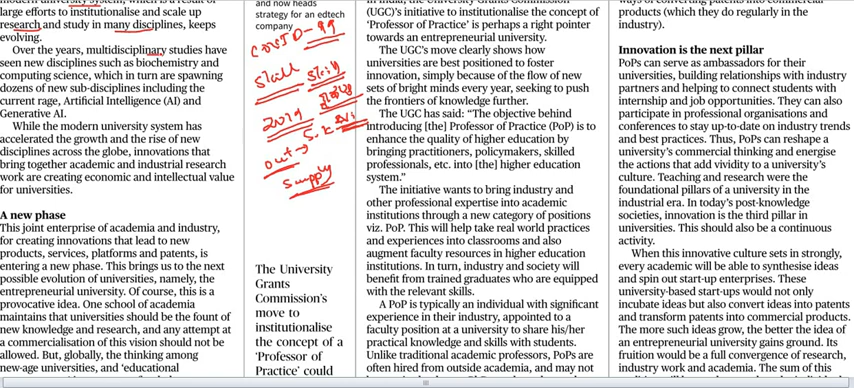 large efforts to institutionalise and scale up
research and study in many disciplines, keeps
evolving.
Over the years, multidisciplinary studies have
seen new disciplines such as biochemistry and
computing science, which in turn are spawning
dozens of new sub-disciplines including the
current rage, Artificial Intelligence (AI) and
Generative AI.
While the modern university system has
accelerated the growth and the rise of new
disciplines across the globe, innovations that
bring together academic and industrial research
work are creating economic and intellectual value
for universities.
A new phase
This joint enterprise of academia and industry,
for creating innovations that lead to new
products, services, platforms and patents, is
entering a new phase. This brings us to the next
possible evolution of universities, namely, the
entrepreneurial university. Of course, this is a
provocative idea. One school of academia
maintains that universities should be the fount of
new knowledge and research, and any attempt at
a commercialisation of this vision should not be
allowed. But, globally, the thinking among
new-age universities, and ‘educational
and now heads
strategy for an edtech
company
COVID-19
Skill
2019
out → S.K
Supply
The University
Grants
Commission’s
move to
institutionalise
the concept of
a ‘Professor of
Practice’ could
(UGC’s) initiative to institutionalise the concept of
‘Professor of Practice’ is perhaps a right pointer
towards an entrepreneurial university.
The UGC’s move clearly shows how
universities are best positioned to foster
innovation, simply because of the flow of new
sets of bright minds every year, seeking to push
the frontiers of knowledge further.
The UGC has said: “The objective behind
introducing [the] Professor of Practice (PoP) is to
enhance the quality of higher education by
bringing practitioners, policymakers, skilled
professionals, etc. into [the] higher education
system.”
The initiative wants to bring industry and
other professional expertise into academic
institutions through a new category of positions
viz. PoP. This will help take real world practices
and experiences into classrooms and also
augment faculty resources in higher education
institutions. In turn, industry and society will
benefit from trained graduates who are equipped
with the relevant skills.
A PoP is typically an individual with significant
experience in their industry, appointed to a
faculty position at a university to share his/her
practical knowledge and skills with students.
Unlike traditional academic professors, PoPs are
often hired from outside academia, and may not
products (which they do regularly in the
industry).
Innovation is the next pillar
PoPs can serve as ambassadors for their
universities, building relationships with industry
partners and helping to connect students with
internship and job opportunities. They can also
participate in professional organisations and
conferences to stay up-to-date on industry trends
and best practices. Thus, PoPs can reshape a
university’s commercial thinking and energise
the actions that add vividity to a university’s
culture. Teaching and research were the
foundational pillars of a university in the
industrial era. In today’s post-knowledge
societies, innovation is the third pillar in
universities. This should also be a continuous
activity.
When this innovative culture sets in strongly,
every academic will be able to synthesise ideas
and spin out start-up enterprises. These
university-based start-ups would not only
incubate ideas but also convert ideas into patents
and transform patents into commercial products.
The more such ideas grow, the better the idea of
an entrepreneurial university gains ground. Its
fruition would be a full convergence of research,
industry work and academia. The sum of this